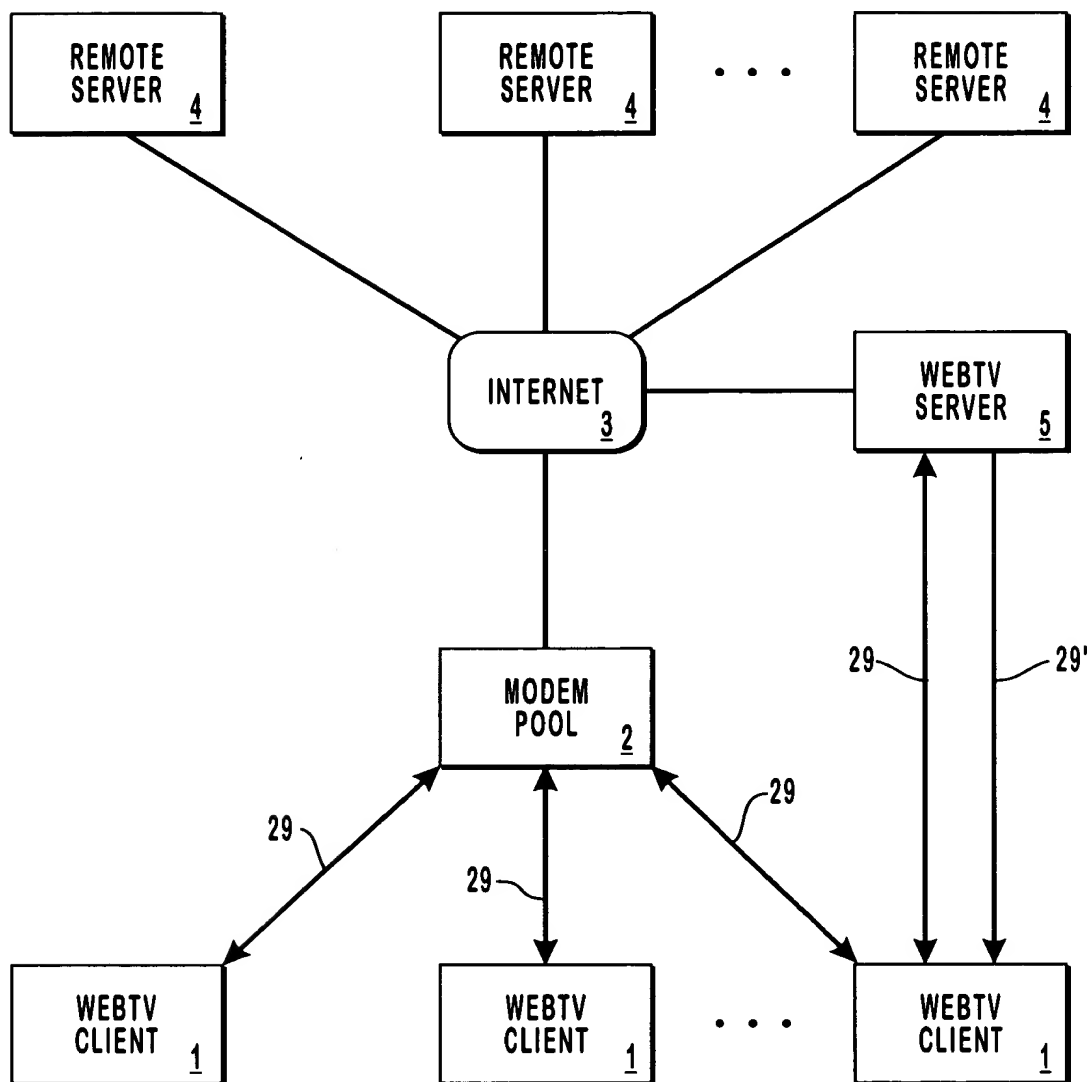 REMOTE
SERVER
4
REMOTE
SERVER
4
. . .
REMOTE
SERVER
4
INTERNET
3
WEBTV
SERVER
5
29
29'
MODEM
POOL
2
29
29
29
WEBTV
CLIENT
1
WEBTV
CLIENT
1
. . .
WEBTV
CLIENT
1